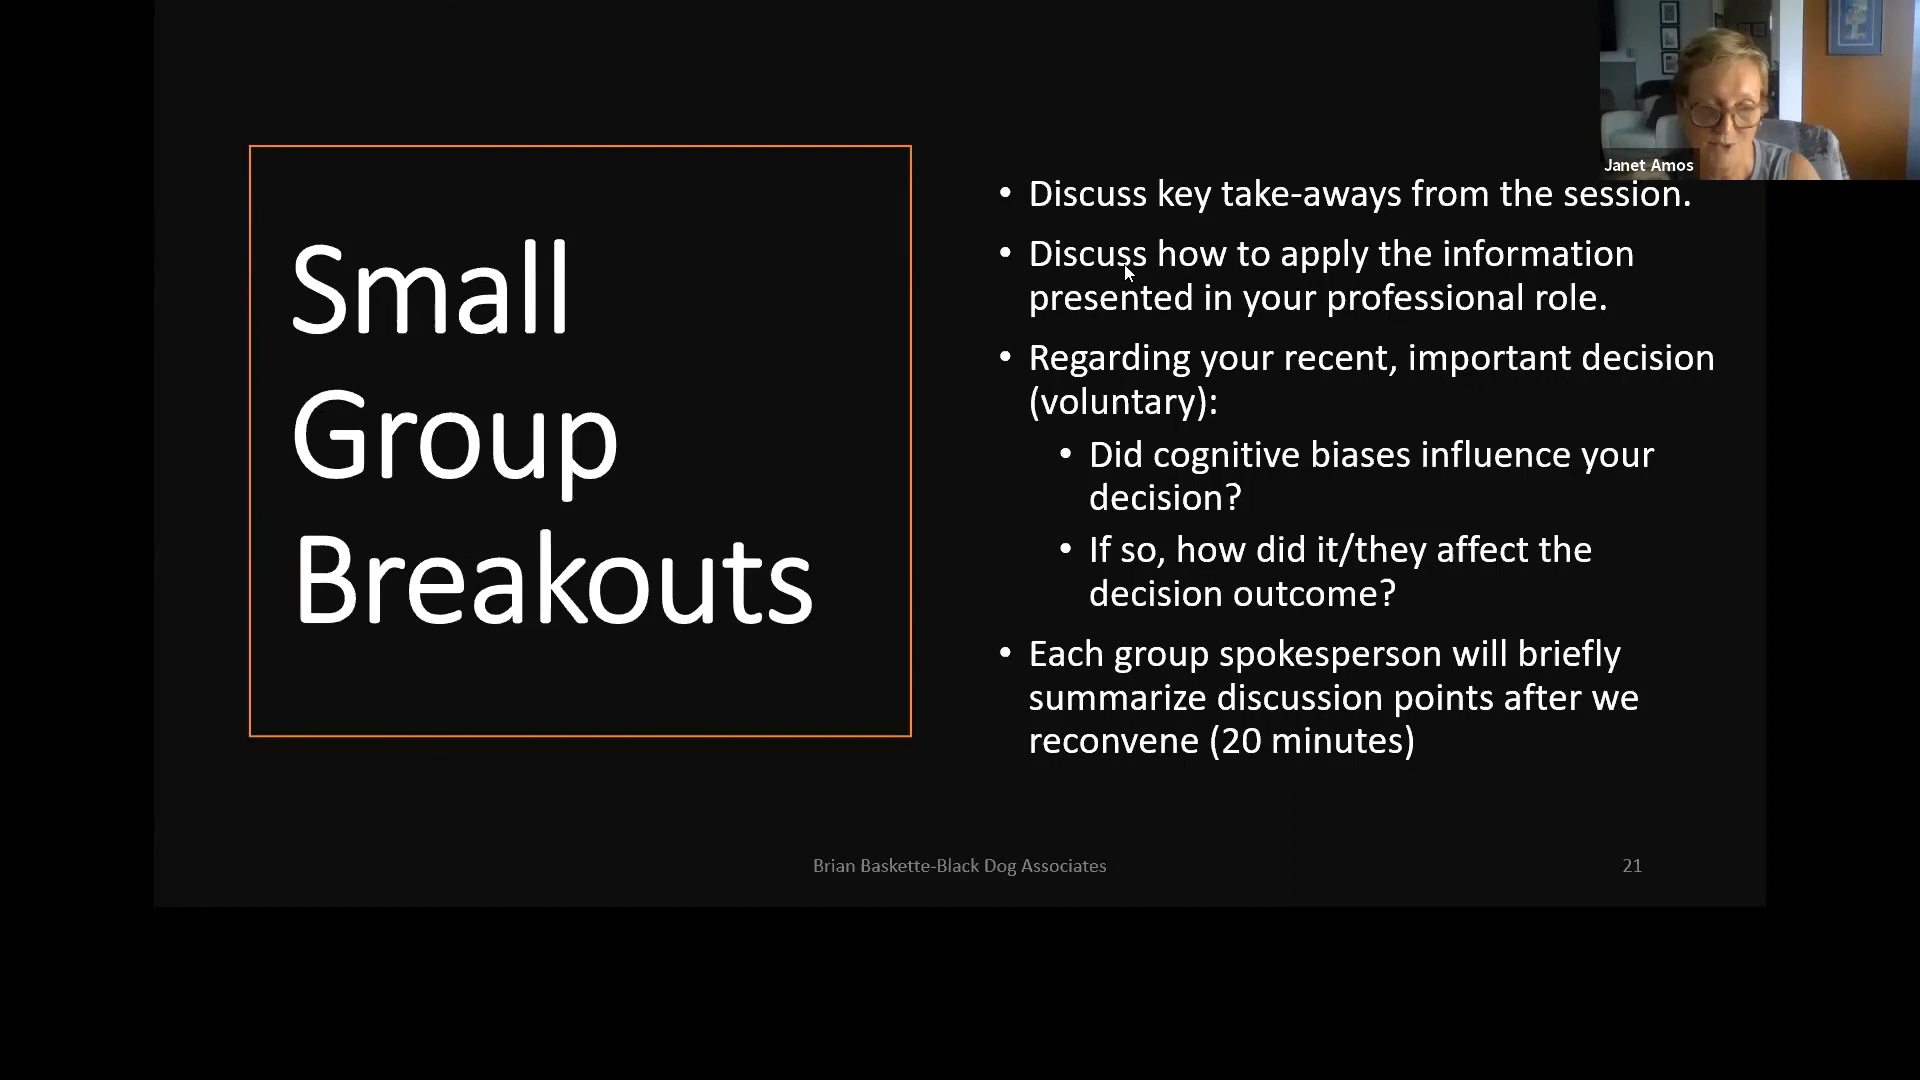 Janet Amos
Small
Group
Breakouts
• Discuss key take-aways from the session.
• Discuss how to apply the information
presented in your professional role.
• Regarding your recent, important decision
(voluntary):
• Did cognitive biases influence your
decision?
• If so, how did it/they affect the
decision outcome?
• Each group spokesperson will briefly
summarize discussion points after we
reconvene (20 minutes)
Brian Baskette-Black Dog Associates
21